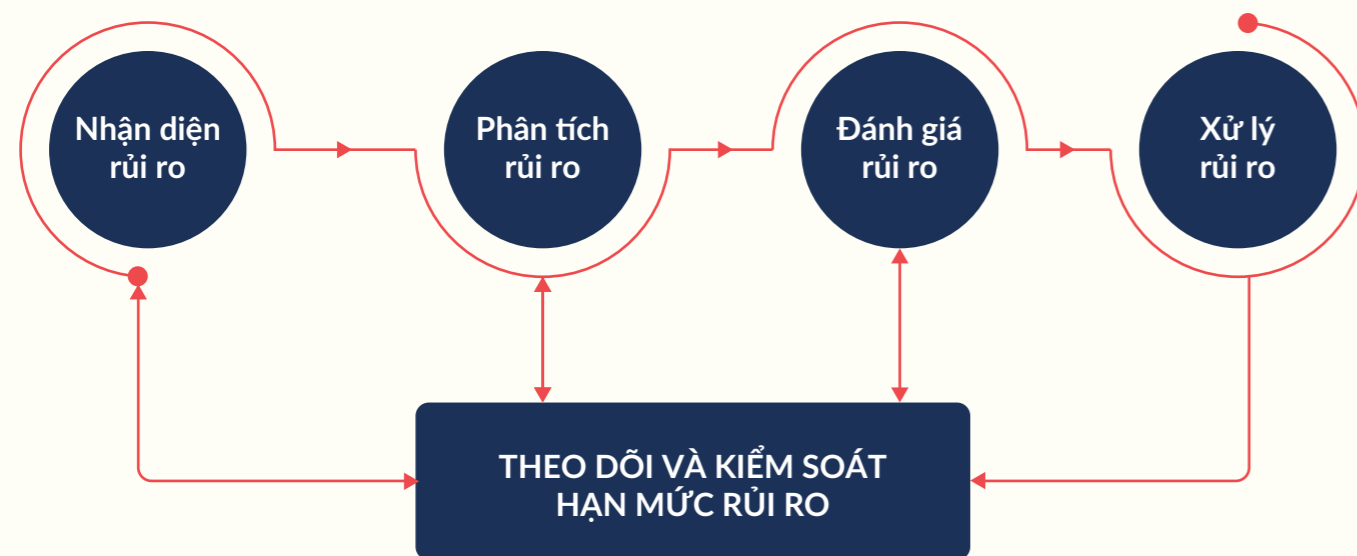 Nhận diện
rủi ro
Phân tích
rủi ro
Đánh giá
rủi ro
Xử lý
rủi ro
THEO DÕI VÀ KIỂM SOÁT
HẠN MỨC RỦI RO